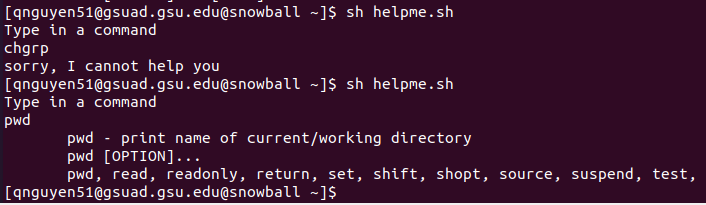 [qnguyen51@gsuad.gsu.edu@snowball ~]$ sh helpme.sh
Type in a command
chgrp
sorry, I cannot help you
[qnguyen51@gsuad.gsu.edu@snowball ~]$ sh helpme.sh
Type in a command
pwd
       pwd - print name of current/working directory
       pwd [OPTION]...
       pwd, read, readonly, return, set, shift, shopt, source, suspend, test,
[qnguyen51@gsuad.gsu.edu@snowball ~]$